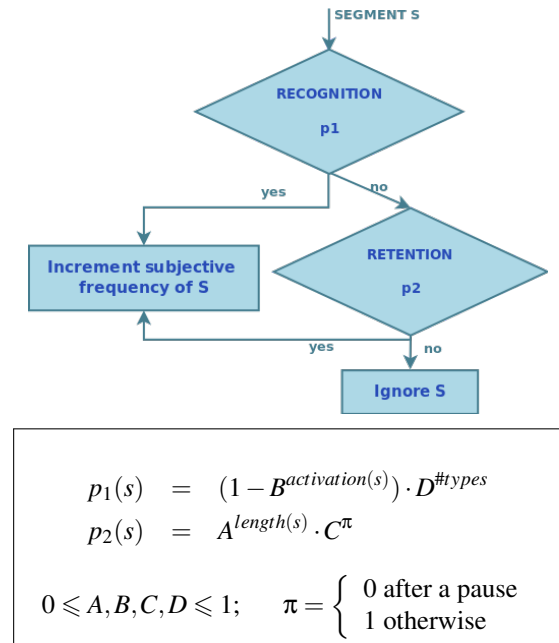 SEGMENT S
RECOGNITION
p1
yes
no
Increment subjective
frequency of S
RETENTION
p2
yes
no
Ignore S
p₁(s) = (1 − B^{activation(s)}) · D^{#types}
p₂(s) = A^{length(s)} · C^π
0 ⩽ A, B, C, D ⩽ 1; π = { 0 after a pause
1 otherwise